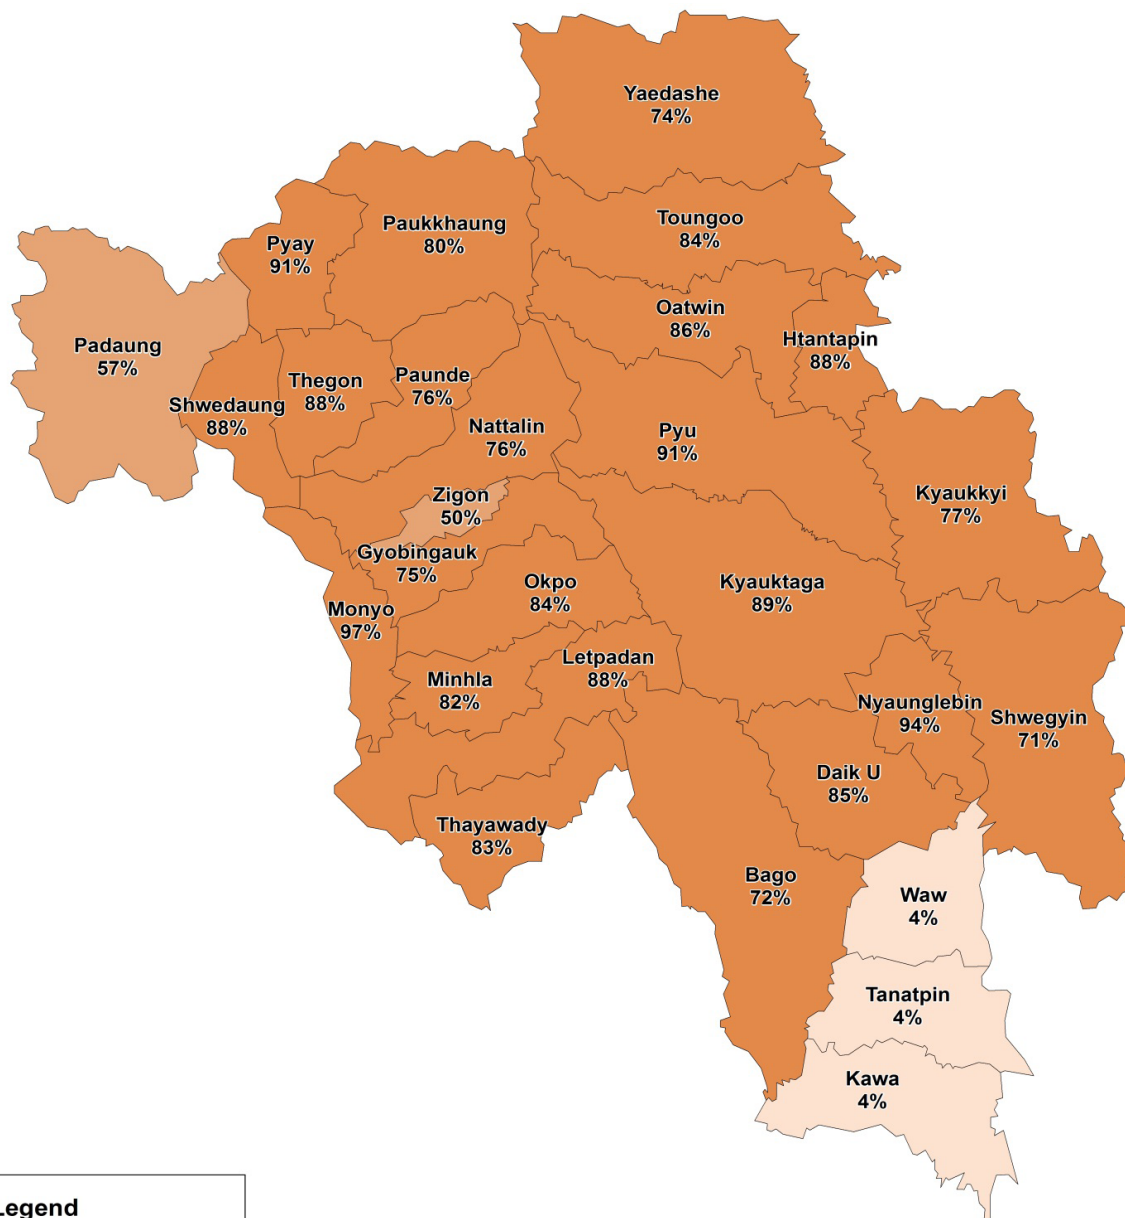 Yaedashe
74%
Paukkhaung
80%
Toungoo
84%
Pyay
91%
Oatwin
86%
Htantapin
88%
Padaung
57%
Thegon
88%
Paunde
76%
Shwedaung
88%
Nattalin
76%
Pyu
91%
Kyaukkyi
77%
Zigon
50%
Gyobingauk
75%
Okpo
84%
Kyauktaga
89%
Monyo
97%
Letpadan
88%
Minhla
82%
Nyaunglebin
94%
Shwegyin
71%
Daik U
85%
Thayawady
83%
Bago
72%
Waw
4%
Tanatpin
4%
Kawa
4%
Legend